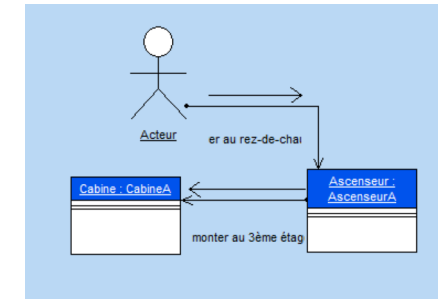 Acteur
er au rez-de-chau
Cabine : CabineA
Ascenseur :
AscenseurA
monter au 3ème étag